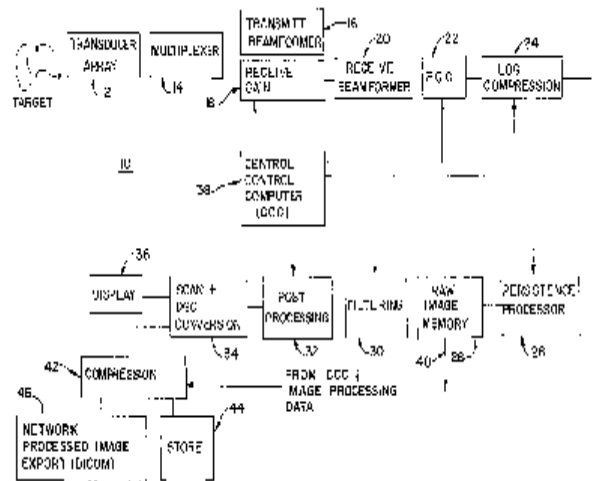 TRANSMIT
BEAMFORMER
16
TRANSDUCER
ARRAY
12
MULTIPLEXER
14
TARGET
RECEIVE
GAIN
18
20
RECEIVE
BEAMFORMER
22
24
LOG
COMPRESSION
10
CENTRAL
CONTROL
COMPUTER
38
36
DISPLAY
SCAN +
CONVERSION
34
POST
PROCESSING
32
FILTERING
30
RAW
IMAGE
MEMORY
40
28
PERSISTENCE
PROCESSOR
26
42
COMPRESSION
FROM CCC &
IMAGE PROCESSING
DATA
46
NETWORK
PROCESSED IMAGE
EXPORT (DICOM)
STORE
44